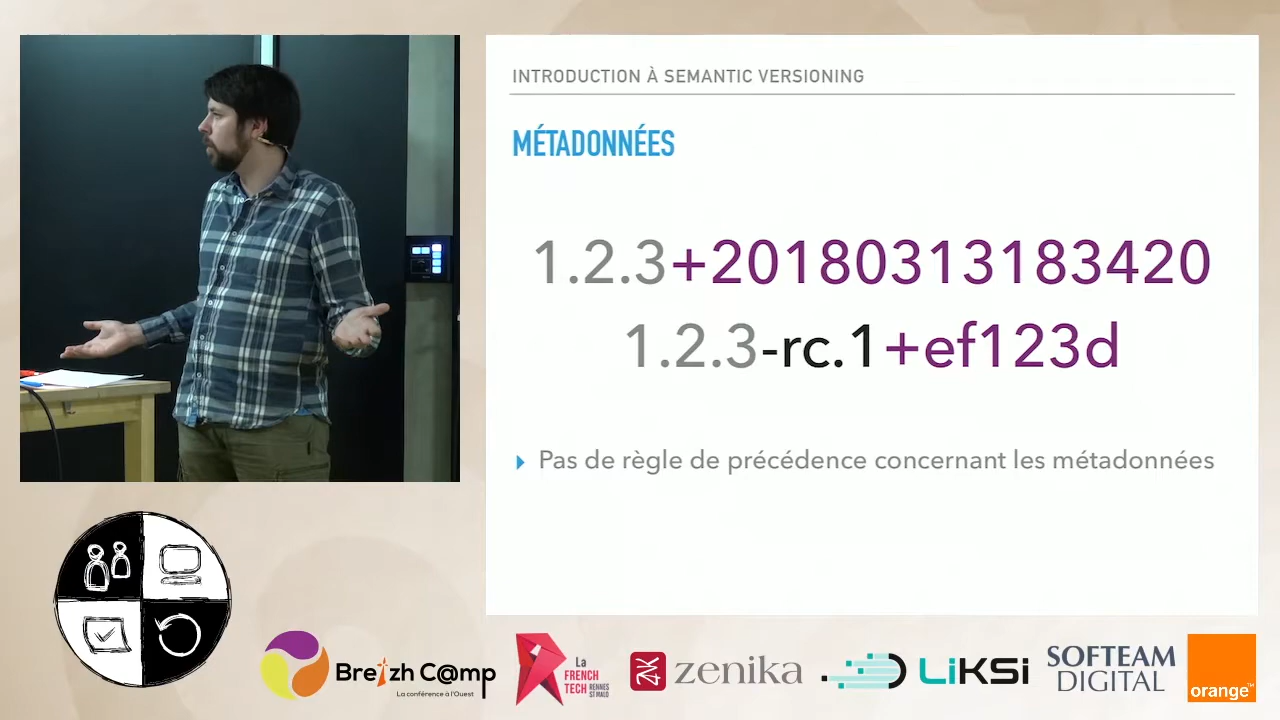 INTRODUCTION À SEMANTIC VERSIONING
MÉTADONNÉES
1.2.3+20180313183420
1.2.3-rc.1+ef123d
Pas de règle de précédence concernant les métadonnées
Breizh C@mp
La conférence à l'Ouest
La
FRENCH
TECH
RENNES
ST MALO
zenika
LiKSi
SOFTEAM
DIGITAL
orange™